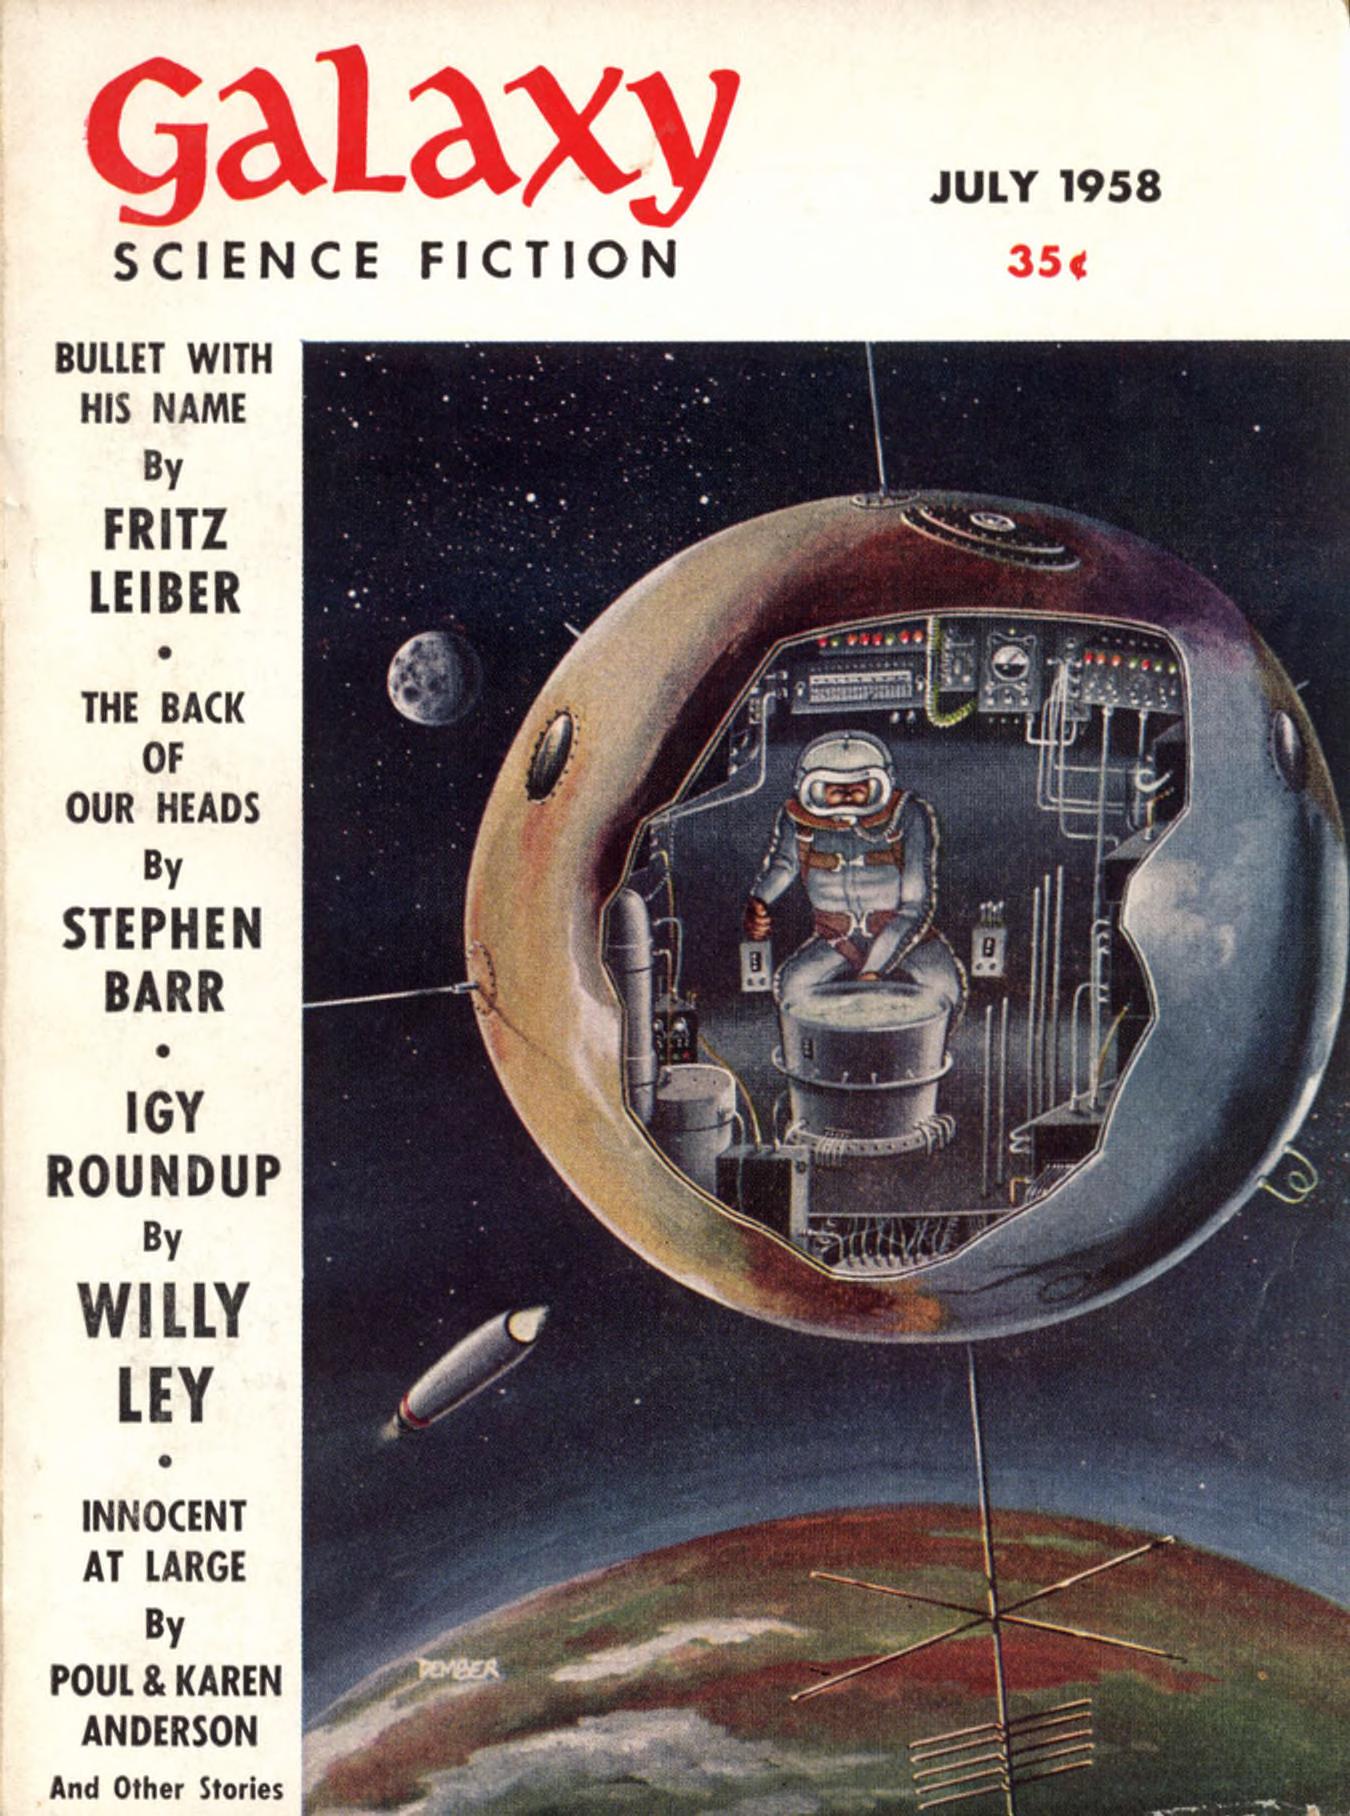 Galaxy
SCIENCE FICTION
JULY 1958
35¢
BULLET WITH
HIS NAME
By
FRITZ
LEIBER
•
THE BACK
OF
OUR HEADS
By
STEPHEN
BARR
•
IGY
ROUNDUP
By
WILLY
LEY
•
INNOCENT
AT LARGE
By
POUL & KAREN
ANDERSON
And Other Stories
DEMBER